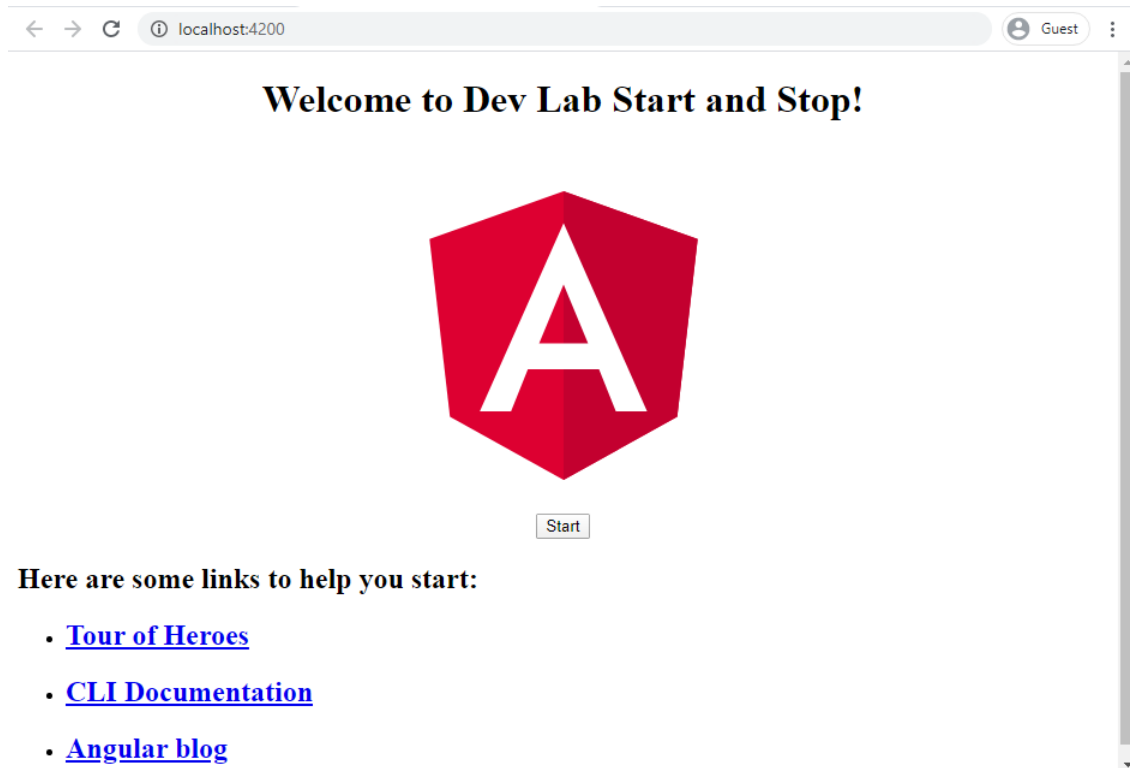 localhost:4200
Guest
Welcome to Dev Lab Start and Stop!
A
Start
Here are some links to help you start:
Tour of Heroes
CLI Documentation
Angular blog